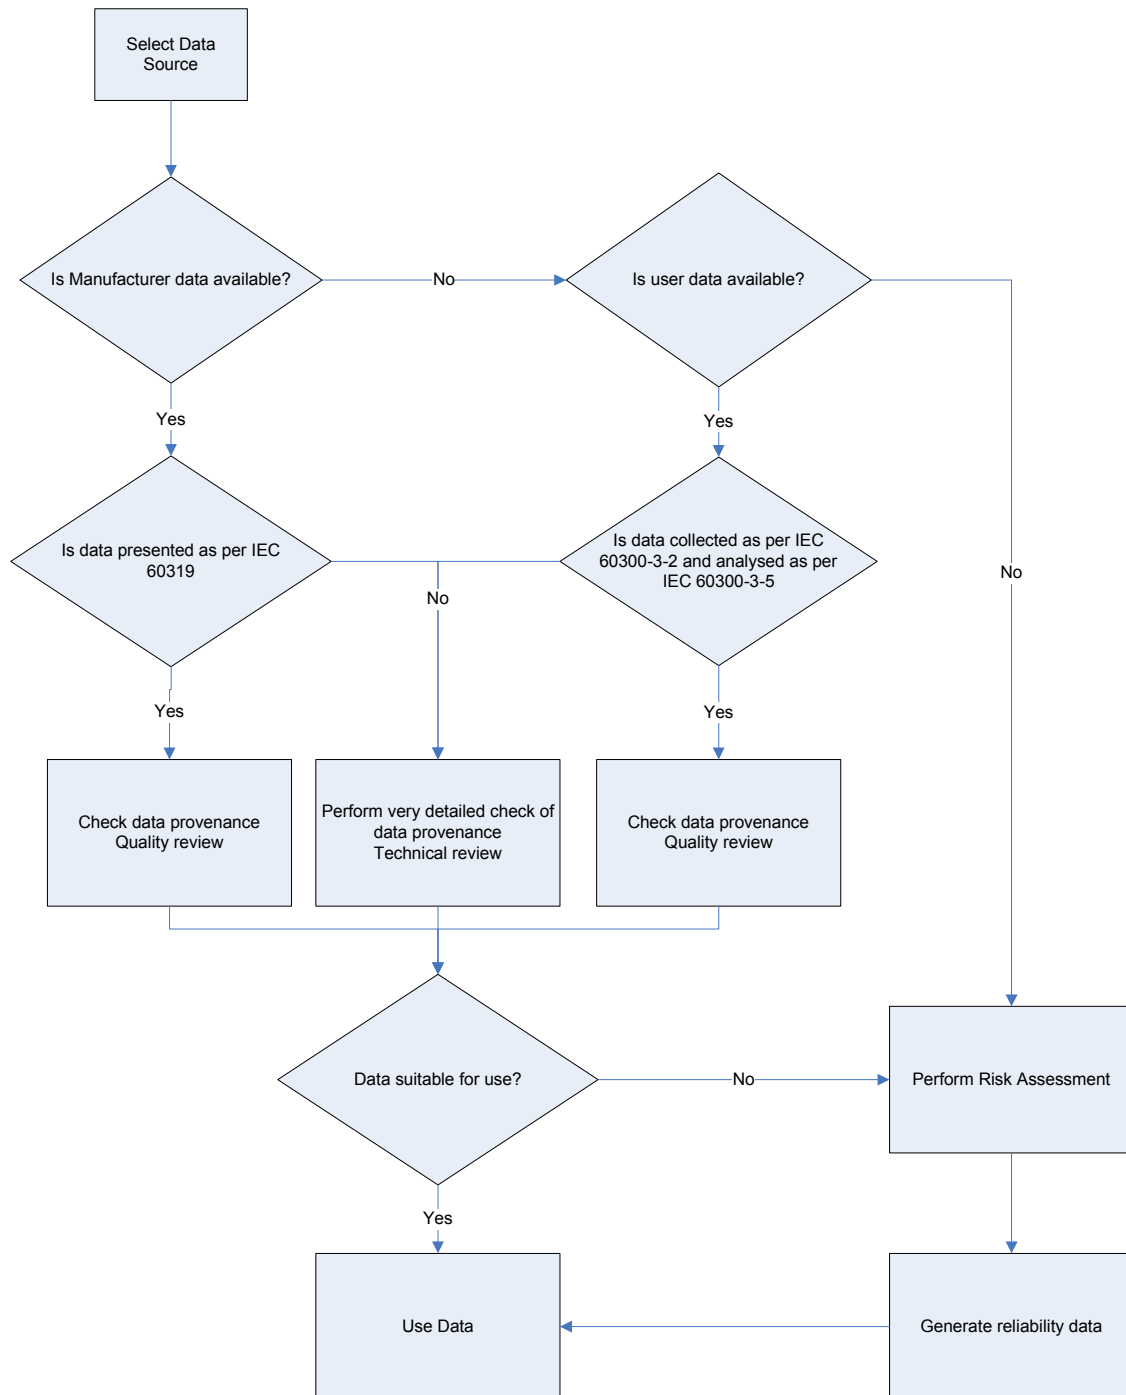 Select Data
Source
Is Manufacturer data available?
No
Is user data available?
Yes
Yes
Is data presented as per IEC
60319
No
Is data collected as per IEC
60300-3-2 and analysed as per
IEC 60300-3-5
No
Yes
Yes
Check data provenance
Quality review
Perform very detailed check of
data provenance
Technical review
Check data provenance
Quality review
Data suitable for use?
No
Perform Risk Assessment
Yes
Use Data
Generate reliability data